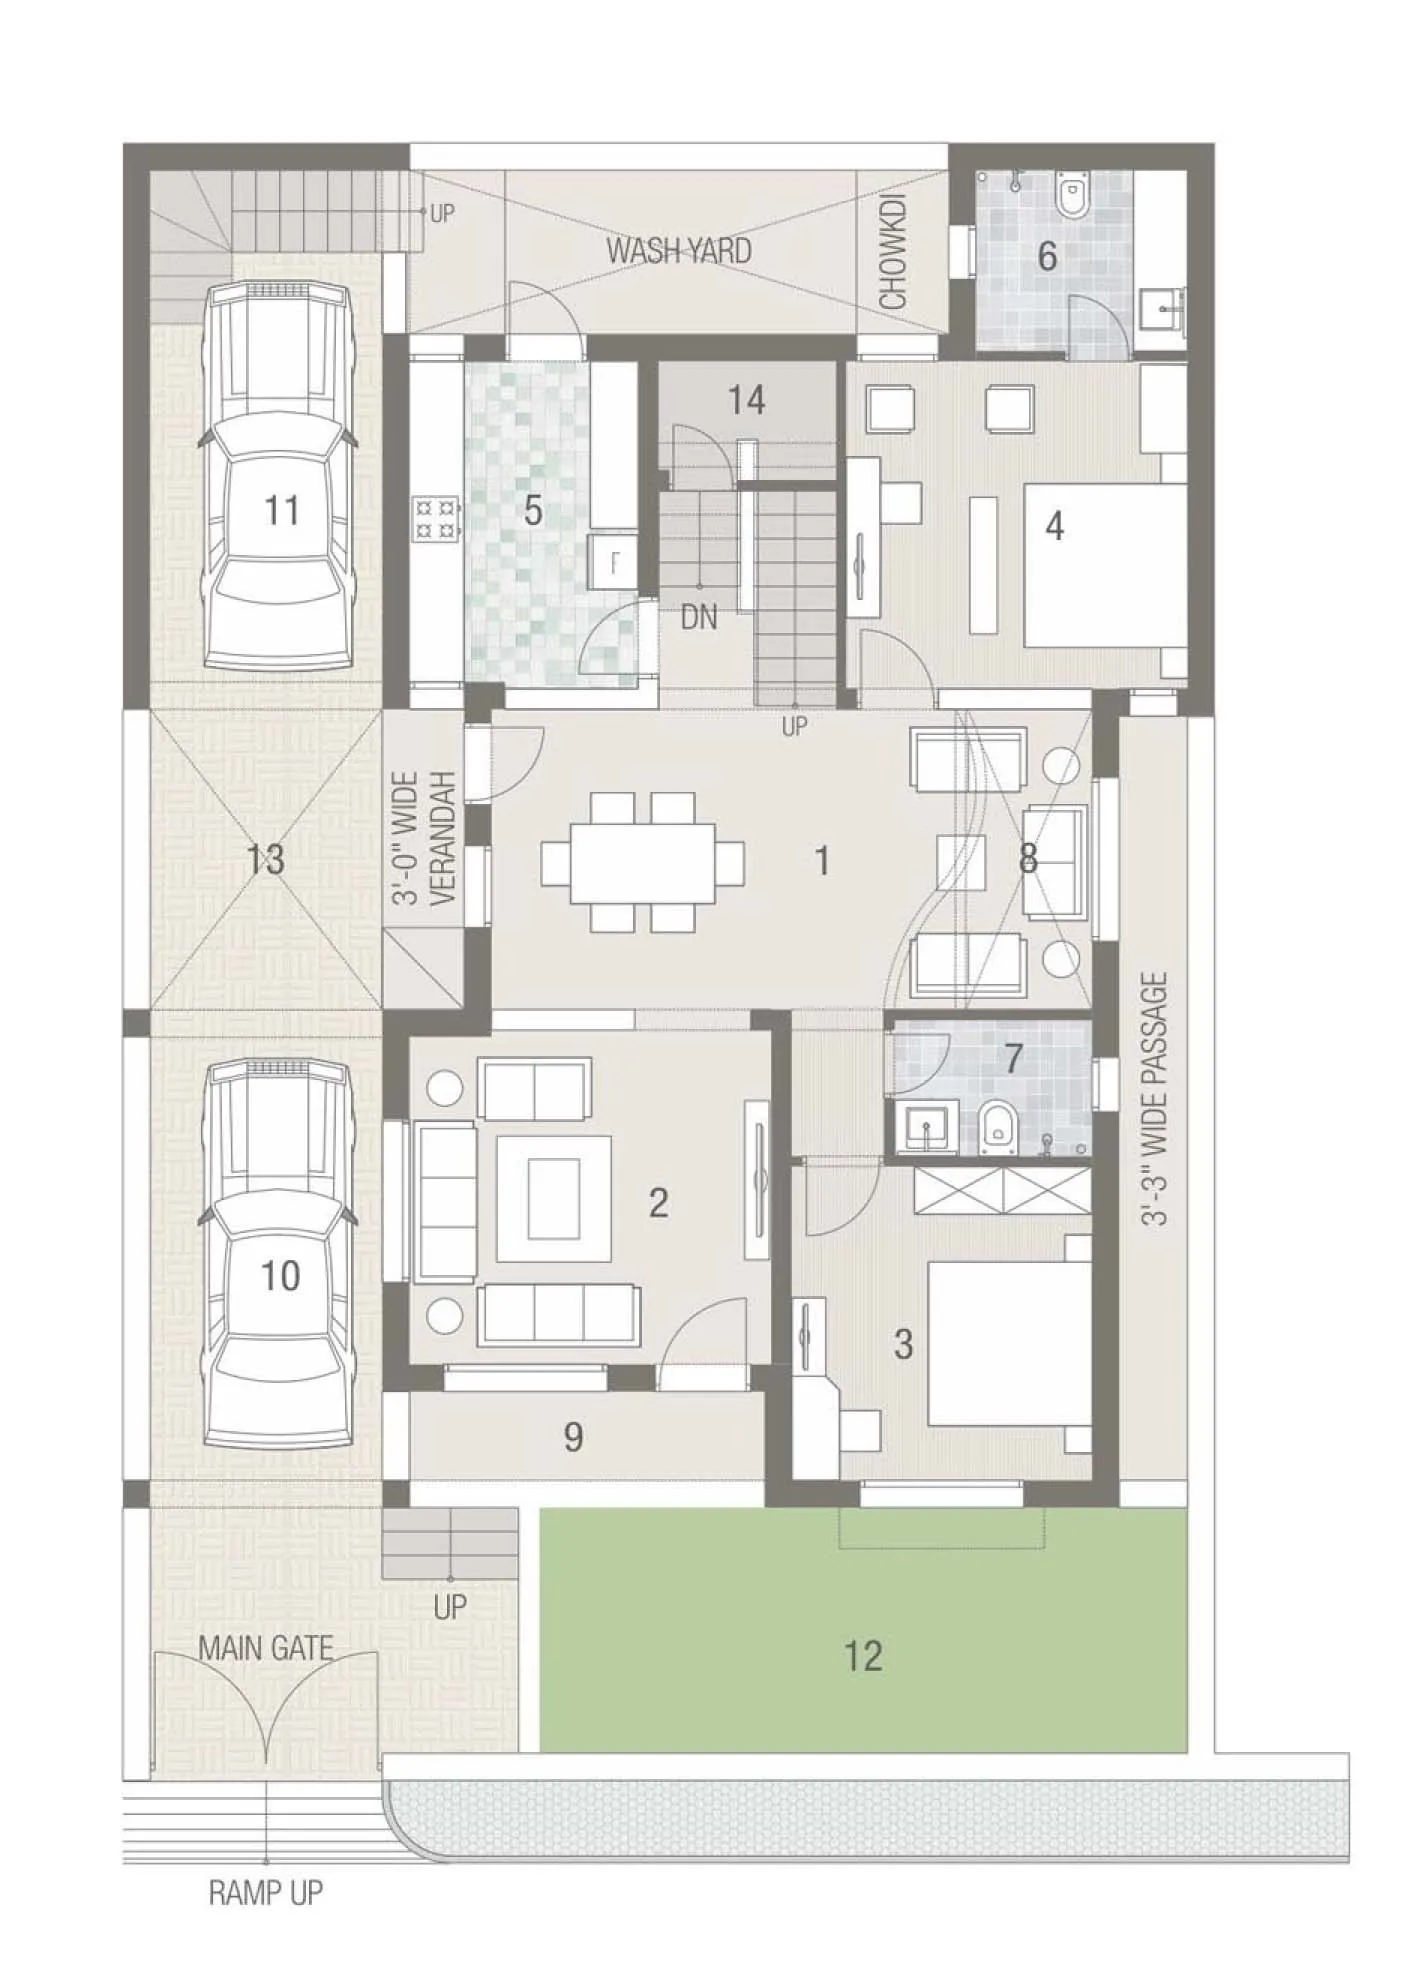 UP
WASH YARD
CHOWKDI
6
14
11
5
4
F
DN
UP
3'-0" WIDE
VERANDAH
13
1
8
7
3'-3" WIDE PASSAGE
2
10
3
9
UP
MAIN GATE
12
RAMP UP